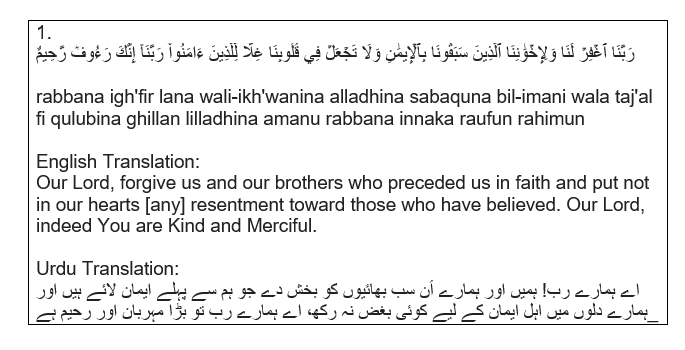 1.
رَبَّنَا ٱغۡفِرۡ لَنَا وَلِإِخۡوَٰنِنَا ٱلَّذِينَ سَبَقُونَا بِٱلۡإِيمَٰنِ وَلَا تَجۡعَلۡ فِي قُلُوبِنَا غِلّٗا لِّلَّذِينَ ءَامَنُواْ رَبَّنَآ إِنَّكَ رَءُوفٞ رَّحِيمٌ
rabbana igh'fir lana wali-ikh'wanina alladhina sabaquna bil-imani wala taj'al
fi qulubina ghillan lilladhina amanu rabbana innaka raufun rahimun
English Translation:
Our Lord, forgive us and our brothers who preceded us in faith and put not
in our hearts [any] resentment toward those who have believed. Our Lord,
indeed You are Kind and Merciful.
Urdu Translation:
اے ہمارے رب! ہمیں اور ہمارے اُن سب بھائیوں کو بخش دے جو ہم سے پہلے ایمان لائے ہیں اور
_ہمارے دلوں میں اہل ایمان کے لیے کوئی بغض نہ رکھ، اے ہمارے رب تو بڑا مہربان اور رحیم ہے